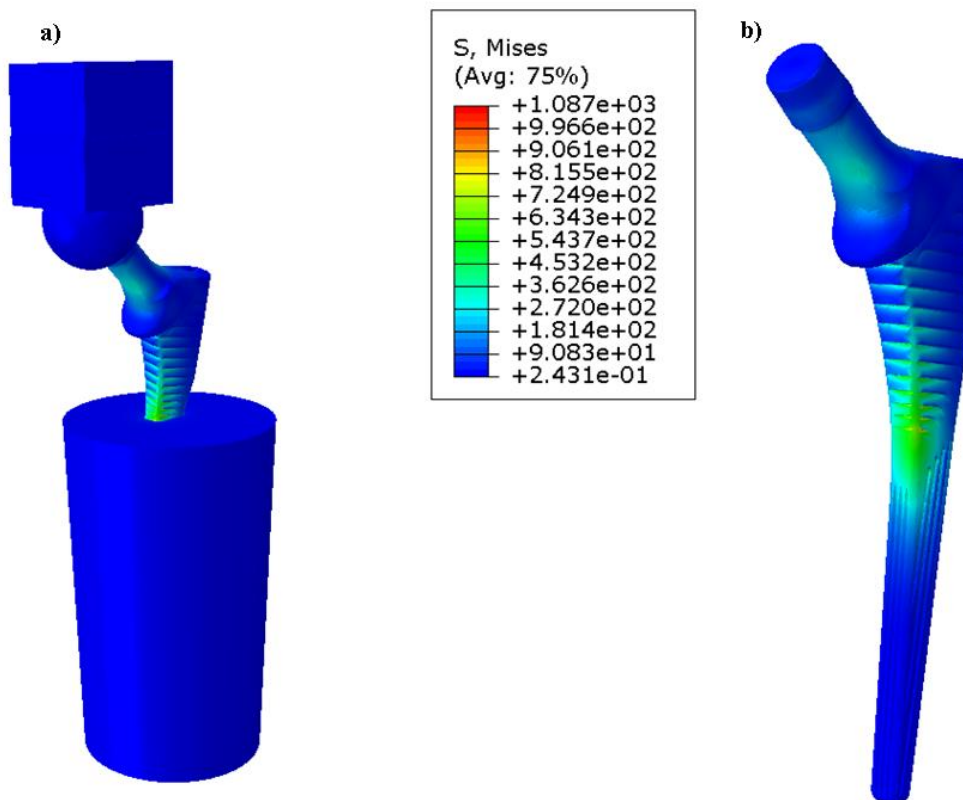 a)
S, Mises
(Avg: 75%)
+1.087e+03
+9.966e+02
+9.061e+02
+8.155e+02
+7.249e+02
+6.343e+02
+5.437e+02
+4.532e+02
+3.626e+02
+2.720e+02
+1.814e+02
+9.083e+01
+2.431e-01
b)